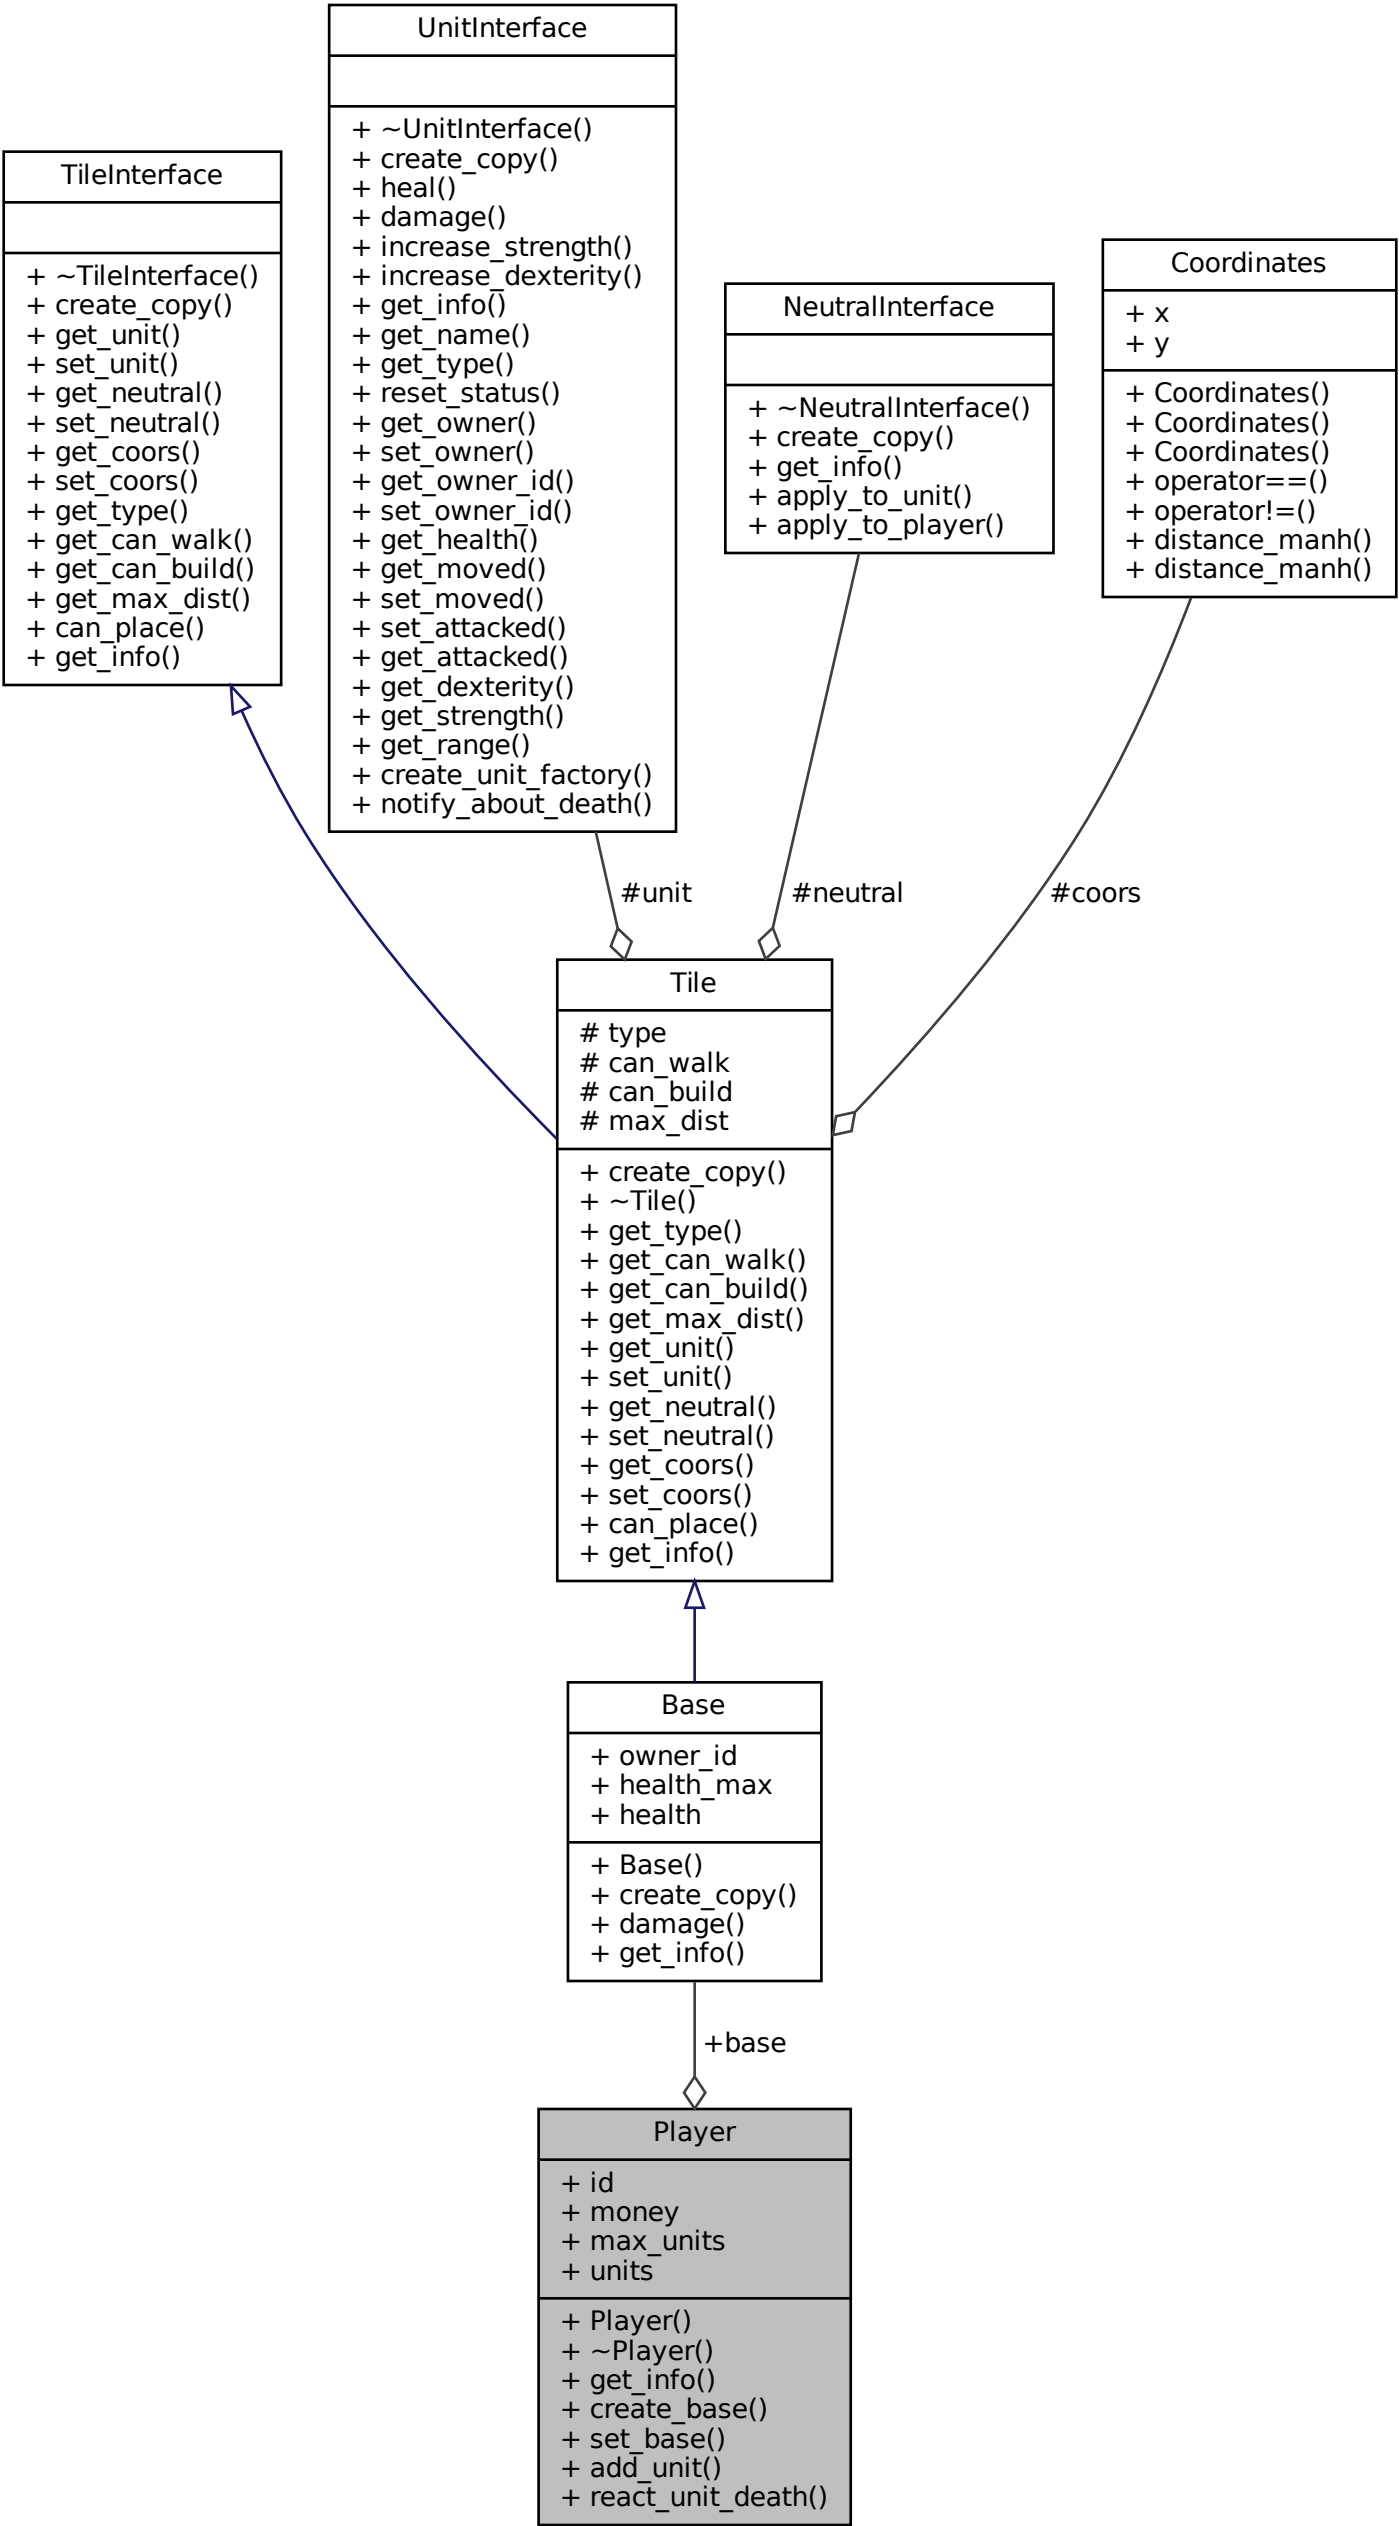 UnitInterface
+ ~UnitInterface()
+ create_copy()
+ heal()
+ damage()
+ increase_strength()
+ increase_dexterity()
+ get_info()
+ get_name()
+ get_type()
+ reset_status()
+ get_owner()
+ set_owner()
+ get_owner_id()
+ set_owner_id()
+ get_health()
+ get_moved()
+ set_moved()
+ set_attacked()
+ get_attacked()
+ get_dexterity()
+ get_strength()
+ get_range()
+ create_unit_factory()
+ notify_about_death()
TileInterface
+ ~TileInterface()
+ create_copy()
+ get_unit()
+ set_unit()
+ get_neutral()
+ set_neutral()
+ get_coors()
+ set_coors()
+ get_type()
+ get_can_walk()
+ get_can_build()
+ get_max_dist()
+ can_place()
+ get_info()
NeutralInterface
+ ~NeutralInterface()
+ create_copy()
+ get_info()
+ apply_to_unit()
+ apply_to_player()
Coordinates
+ x
+ y
+ Coordinates()
+ Coordinates()
+ Coordinates()
+ operator==()
+ operator!=()
+ distance_manh()
+ distance_manh()
#unit
#neutral
#coors
Tile
# type
# can_walk
# can_build
# max_dist
+ create_copy()
+ ~Tile()
+ get_type()
+ get_can_walk()
+ get_can_build()
+ get_max_dist()
+ get_unit()
+ set_unit()
+ get_neutral()
+ set_neutral()
+ get_coors()
+ set_coors()
+ can_place()
+ get_info()
Base
+ owner_id
+ health_max
+ health
+ Base()
+ create_copy()
+ damage()
+ get_info()
+base
Player
+ id
+ money
+ max_units
+ units
+ Player()
+ ~Player()
+ get_info()
+ create_base()
+ set_base()
+ add_unit()
+ react_unit_death()